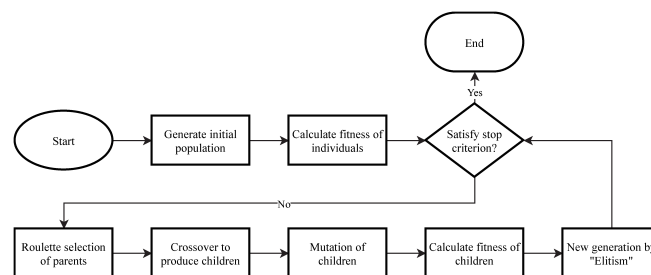 End
Yes
Start
Generate initial
population
Calculate fitness of
individuals
Satisfy stop
criterion?
No
Roulette selection
of parents
Crossover to
produce children
Mutation of
children
Calculate fitness of
children
New generation by
"Elitism"